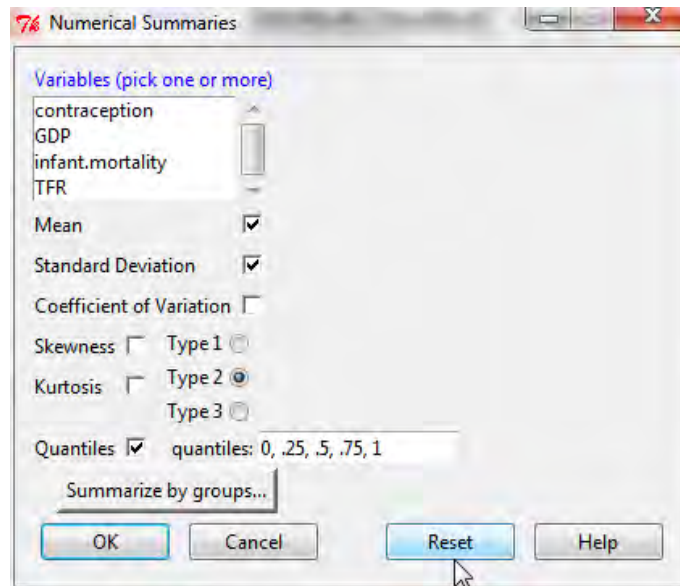 Numerical Summaries
Variables (pick one or more)
contraception
GDP
infant.mortality
TFR
Mean
Standard Deviation
Coefficient of Variation
Skewness Type 1
Kurtosis Type 2
Type 3
Quantiles quantiles: 0, .25, .5, .75, 1
Summarize by groups...
OK Cancel Reset Help